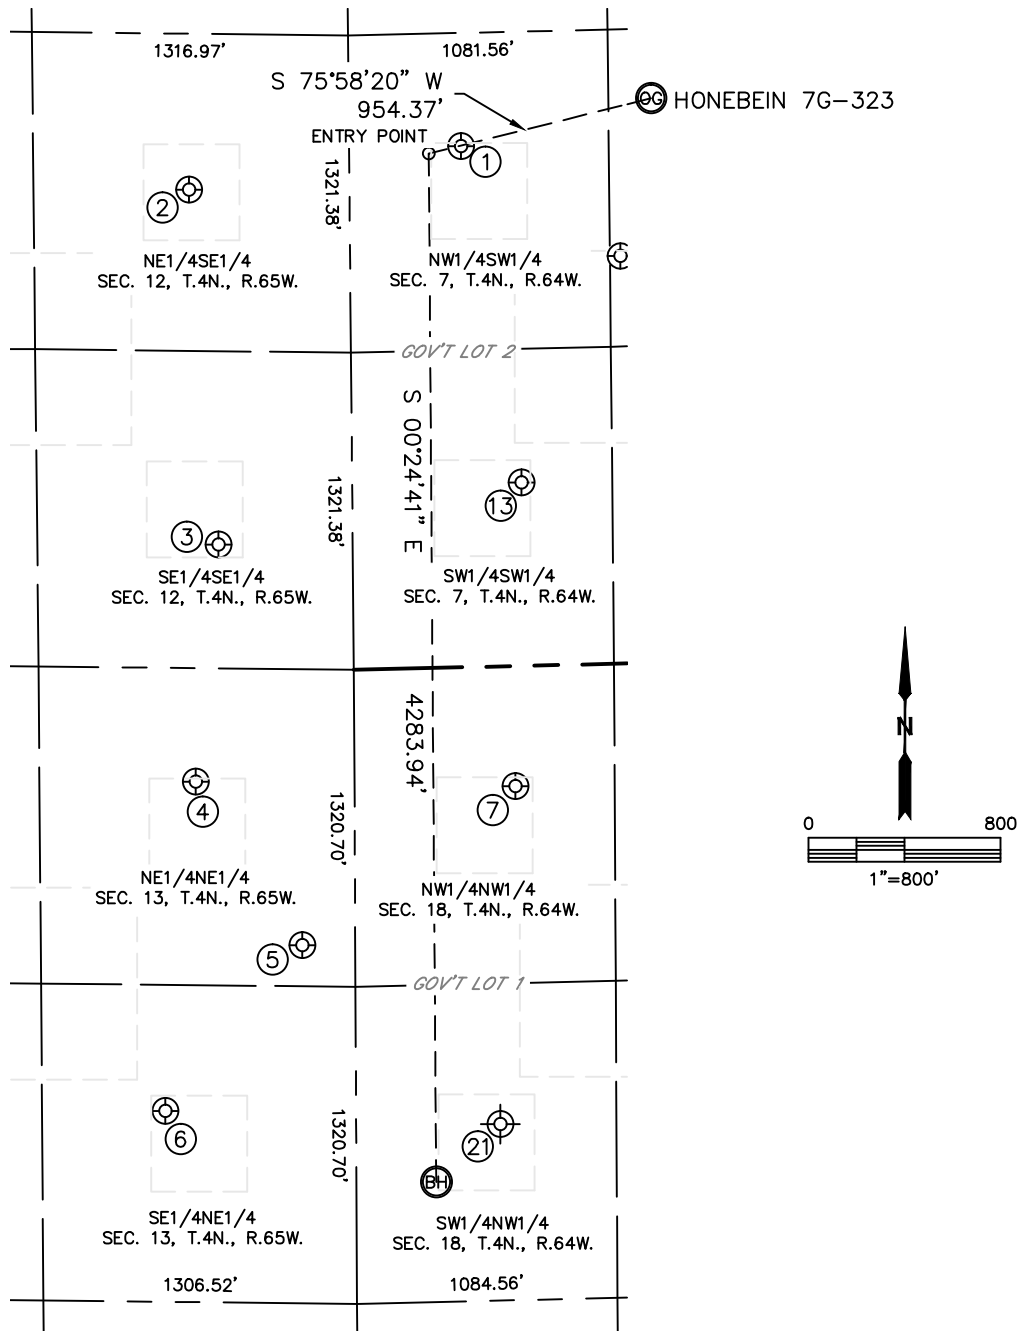 1316.97'
1081.56'
S 75°58'20" W
954.37'
OG HONEBEIN 7G-323
ENTRY POINT
1
2
1321.38'
NE1/4SE1/4
SEC. 12, T.4N., R.65W.
NW1/4SW1/4
SEC. 7, T.4N., R.64W.
GOV'T LOT 2
S 00°24'41" E
4283.94'
1321.38'
3
13
SE1/4SE1/4
SEC. 12, T.4N., R.65W.
SW1/4SW1/4
SEC. 7, T.4N., R.64W.
N
0
800
1"=800'
4
7
1320.70'
NE1/4NE1/4
SEC. 13, T.4N., R.65W.
NW1/4NW1/4
SEC. 18, T.4N., R.64W.
5
GOV'T LOT 1
6
21
1320.70'
BH
SE1/4NE1/4
SEC. 13, T.4N., R.65W.
SW1/4NW1/4
SEC. 18, T.4N., R.64W.
1306.52'
1084.56'